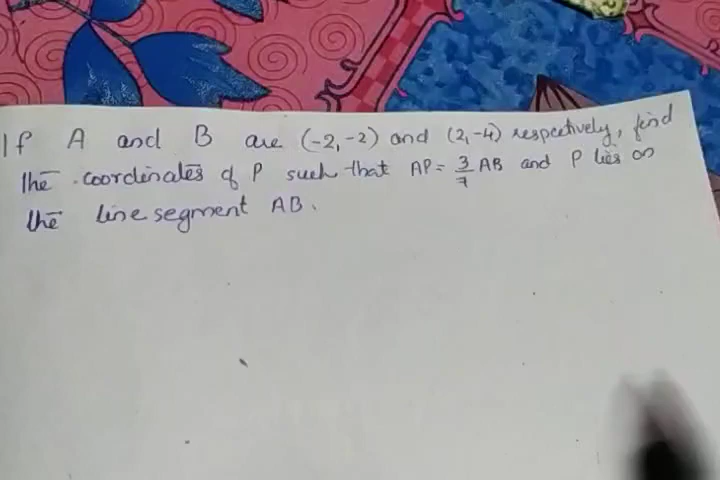 If A and B are (-2,-2) and (2,-4) respectively, find
the coordinates of P such that AP = 3/7 AB and P lies on
the line segment AB.